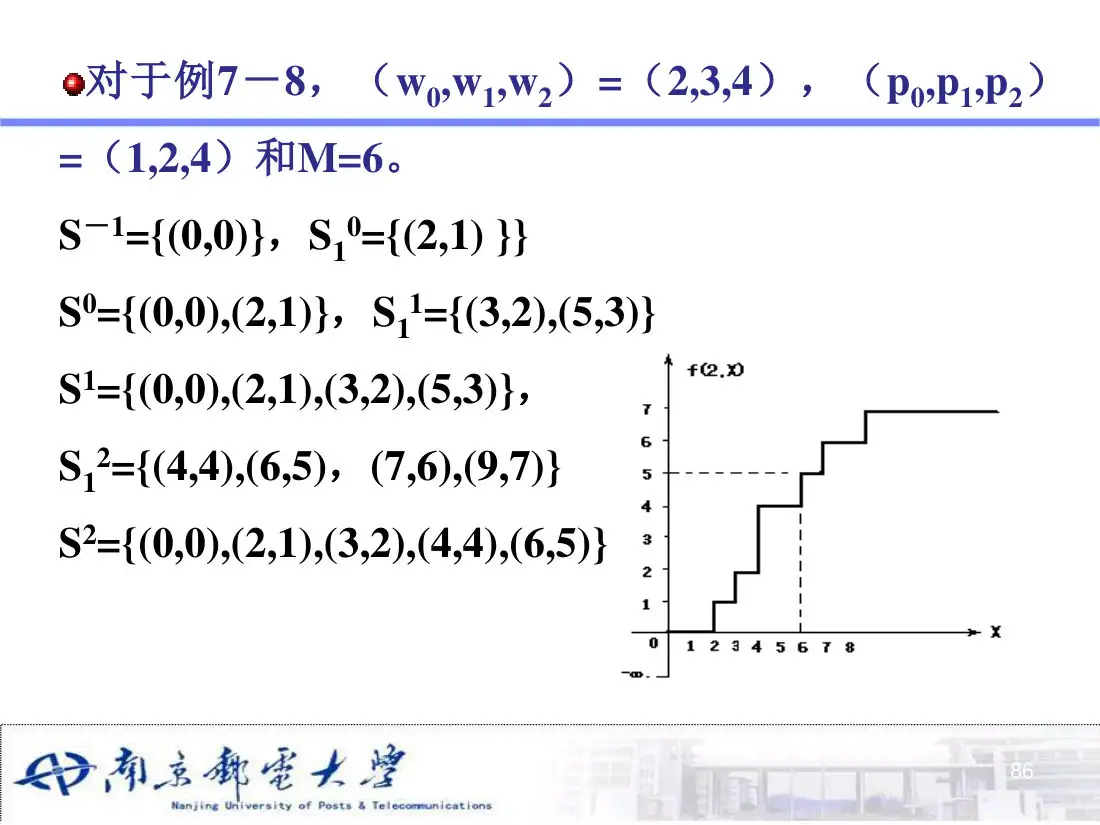 对于例7－8，（w₀,w₁,w₂）=（2,3,4），（p₀,p₁,p₂）
=（1,2,4）和M=6。
S⁻¹={(0,0)}，S₁⁰={(2,1) }}
S⁰={(0,0),(2,1)}，S₁¹={(3,2),(5,3)}
S¹={(0,0),(2,1),(3,2),(5,3)}，
S₁²={(4,4),(6,5)，(7,6),(9,7)}
S²={(0,0),(2,1),(3,2),(4,4),(6,5)}
f(2,X)
7
6
5
4
3
2
1
0 1 2 3 4 5 6 7 8 X
-∞
南京邮电大学
Nanjing University of Posts & Telecommunications
86